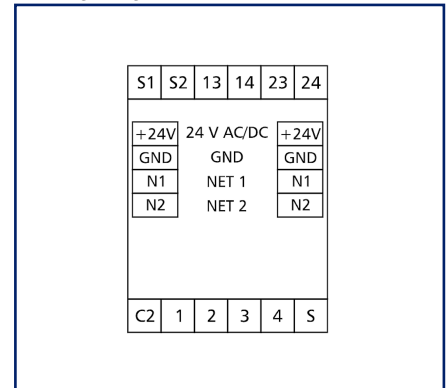 S1 S2 13 14 23 24
+24V 24 V AC/DC +24V
GND GND GND
N1 NET 1 N1
N2 NET 2 N2
C2 1 2 3 4 S